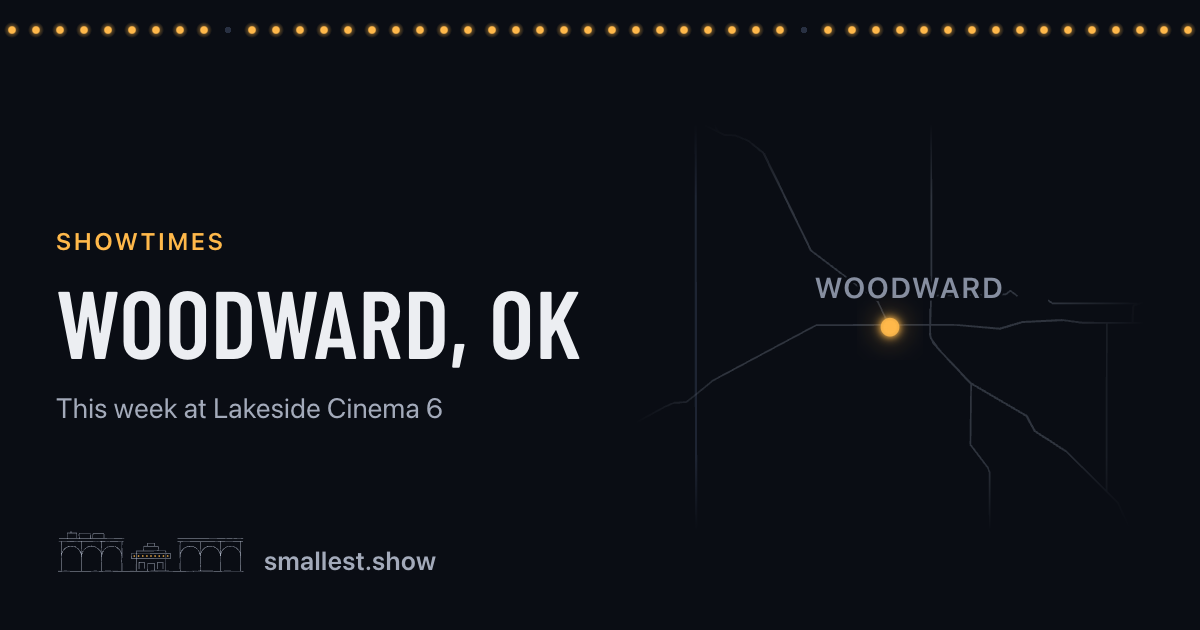 SHOWTIMES
WOODWARD, OK
This week at Lakeside Cinema 6
WOODWARD
smallest.show